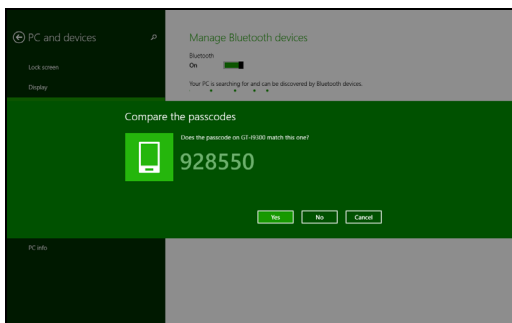 PC and devices
Manage Bluetooth devices
Bluetooth
Lock screen
On
Display
Your PC is searching for and can be discovered by Bluetooth devices.
Compare the passcodes
Does the passcode on GT-I9300 match this one?
928550
Yes No Cancel
PC info